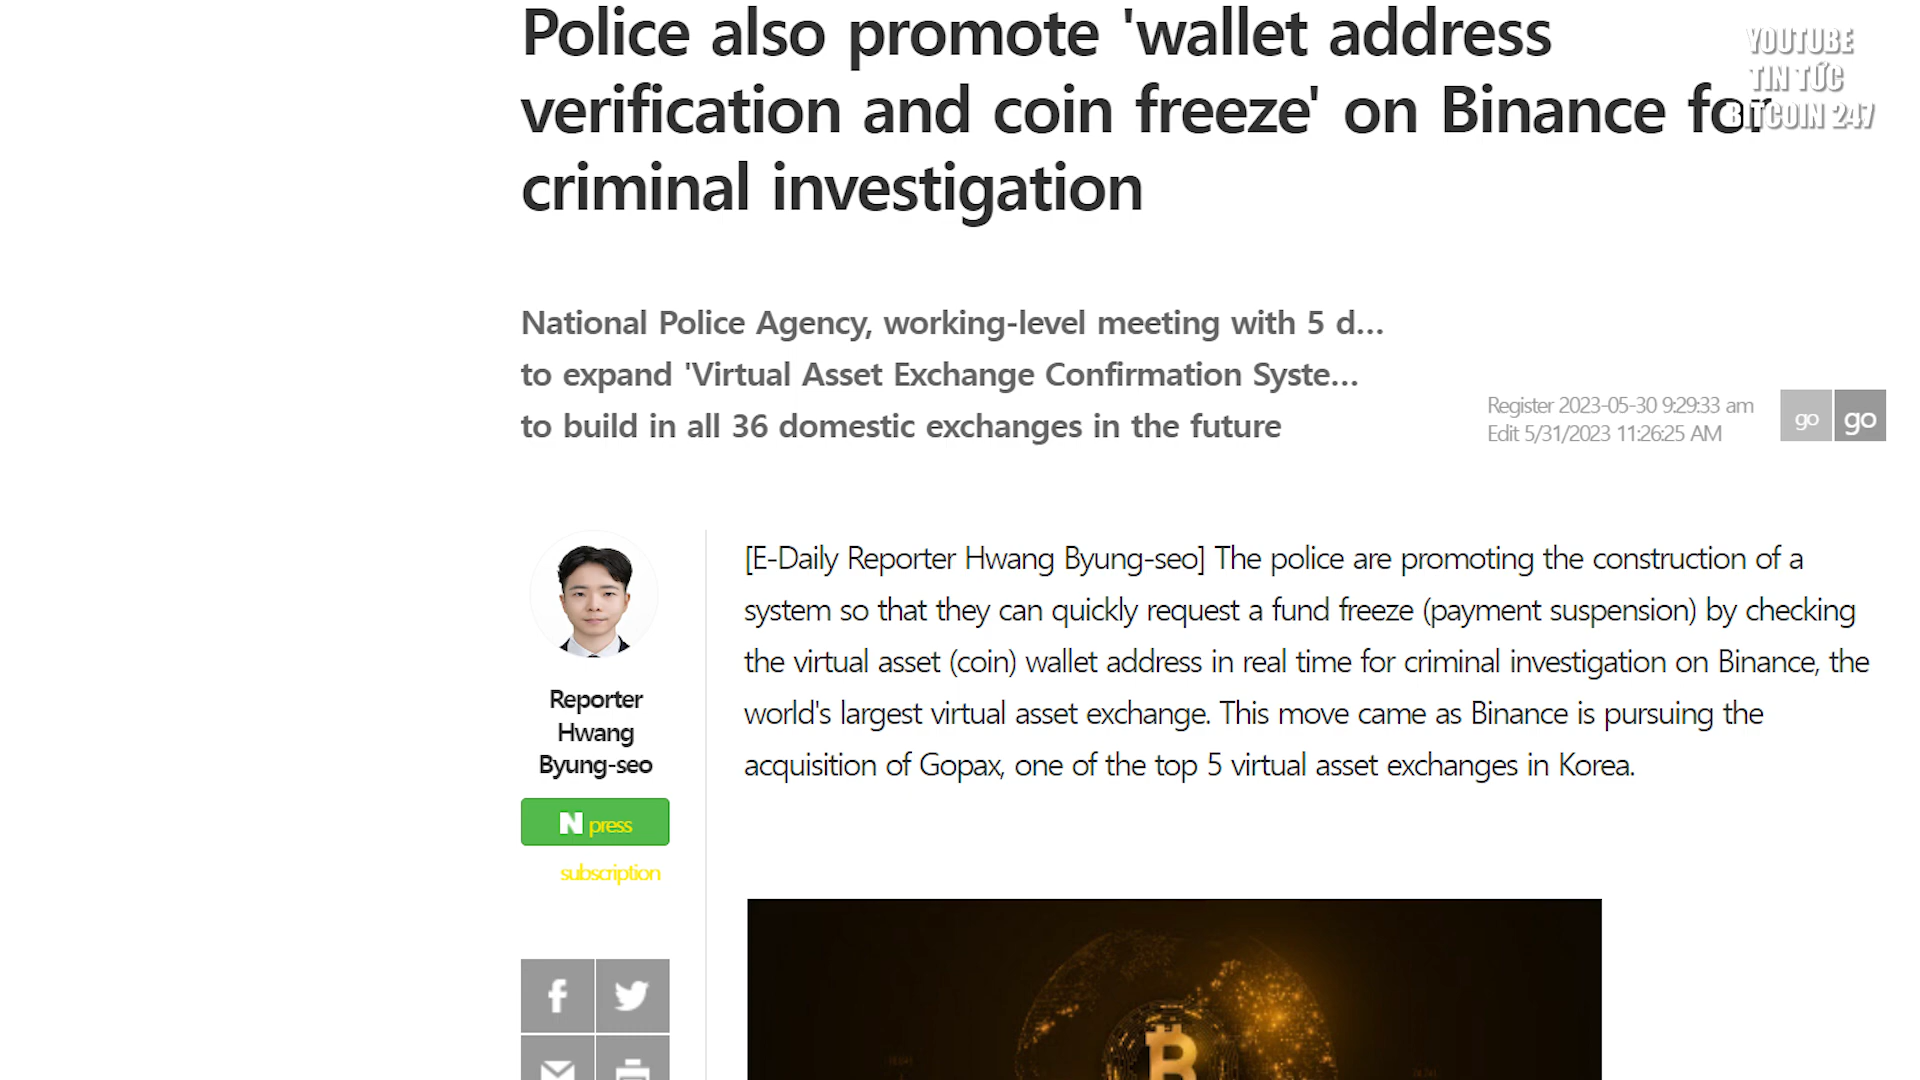 Police also promote 'wallet address
verification and coin freeze' on Binance for
criminal investigation
YOUTUBE
TIN TỨC
BITCOIN 247
National Police Agency, working-level meeting with 5 d...
to expand 'Virtual Asset Exchange Confirmation Syste...
to build in all 36 domestic exchanges in the future
Register 2023-05-30 9:29:33 am
Edit 5/31/2023 11:26:25 AM
go
go
Reporter
Hwang
Byung-seo
N press
subscription
[E-Daily Reporter Hwang Byung-seo] The police are promoting the construction of a
system so that they can quickly request a fund freeze (payment suspension) by checking
the virtual asset (coin) wallet address in real time for criminal investigation on Binance, the
world's largest virtual asset exchange. This move came as Binance is pursuing the
acquisition of Gopax, one of the top 5 virtual asset exchanges in Korea.